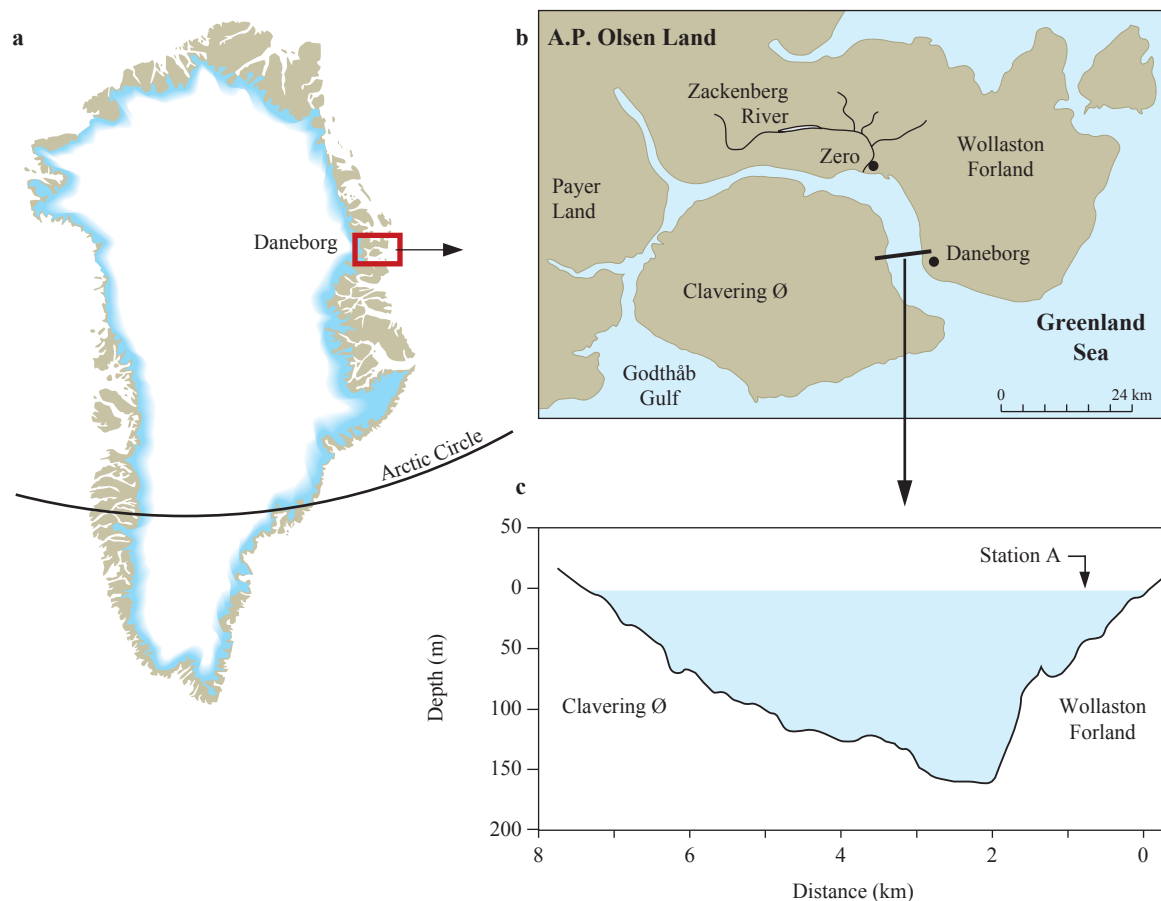 a
Daneborg
Arctic Circle
b
A.P. Olsen Land
Zackenberg
River
Zero
Wollaston
Forland
Payer
Land
Daneborg
Clavering Ø
Greenland
Sea
Godthåb
Gulf
0
24 km
c
50
0
50
100
150
200
Depth (m)
Station A
Clavering Ø
Wollaston
Forland
8
6
4
2
0
Distance (km)